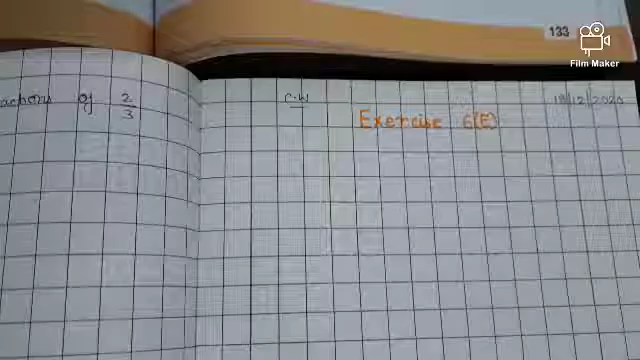 133
Film Maker
of 2/3
C.W
18/12/2020
Exercise 6(E)